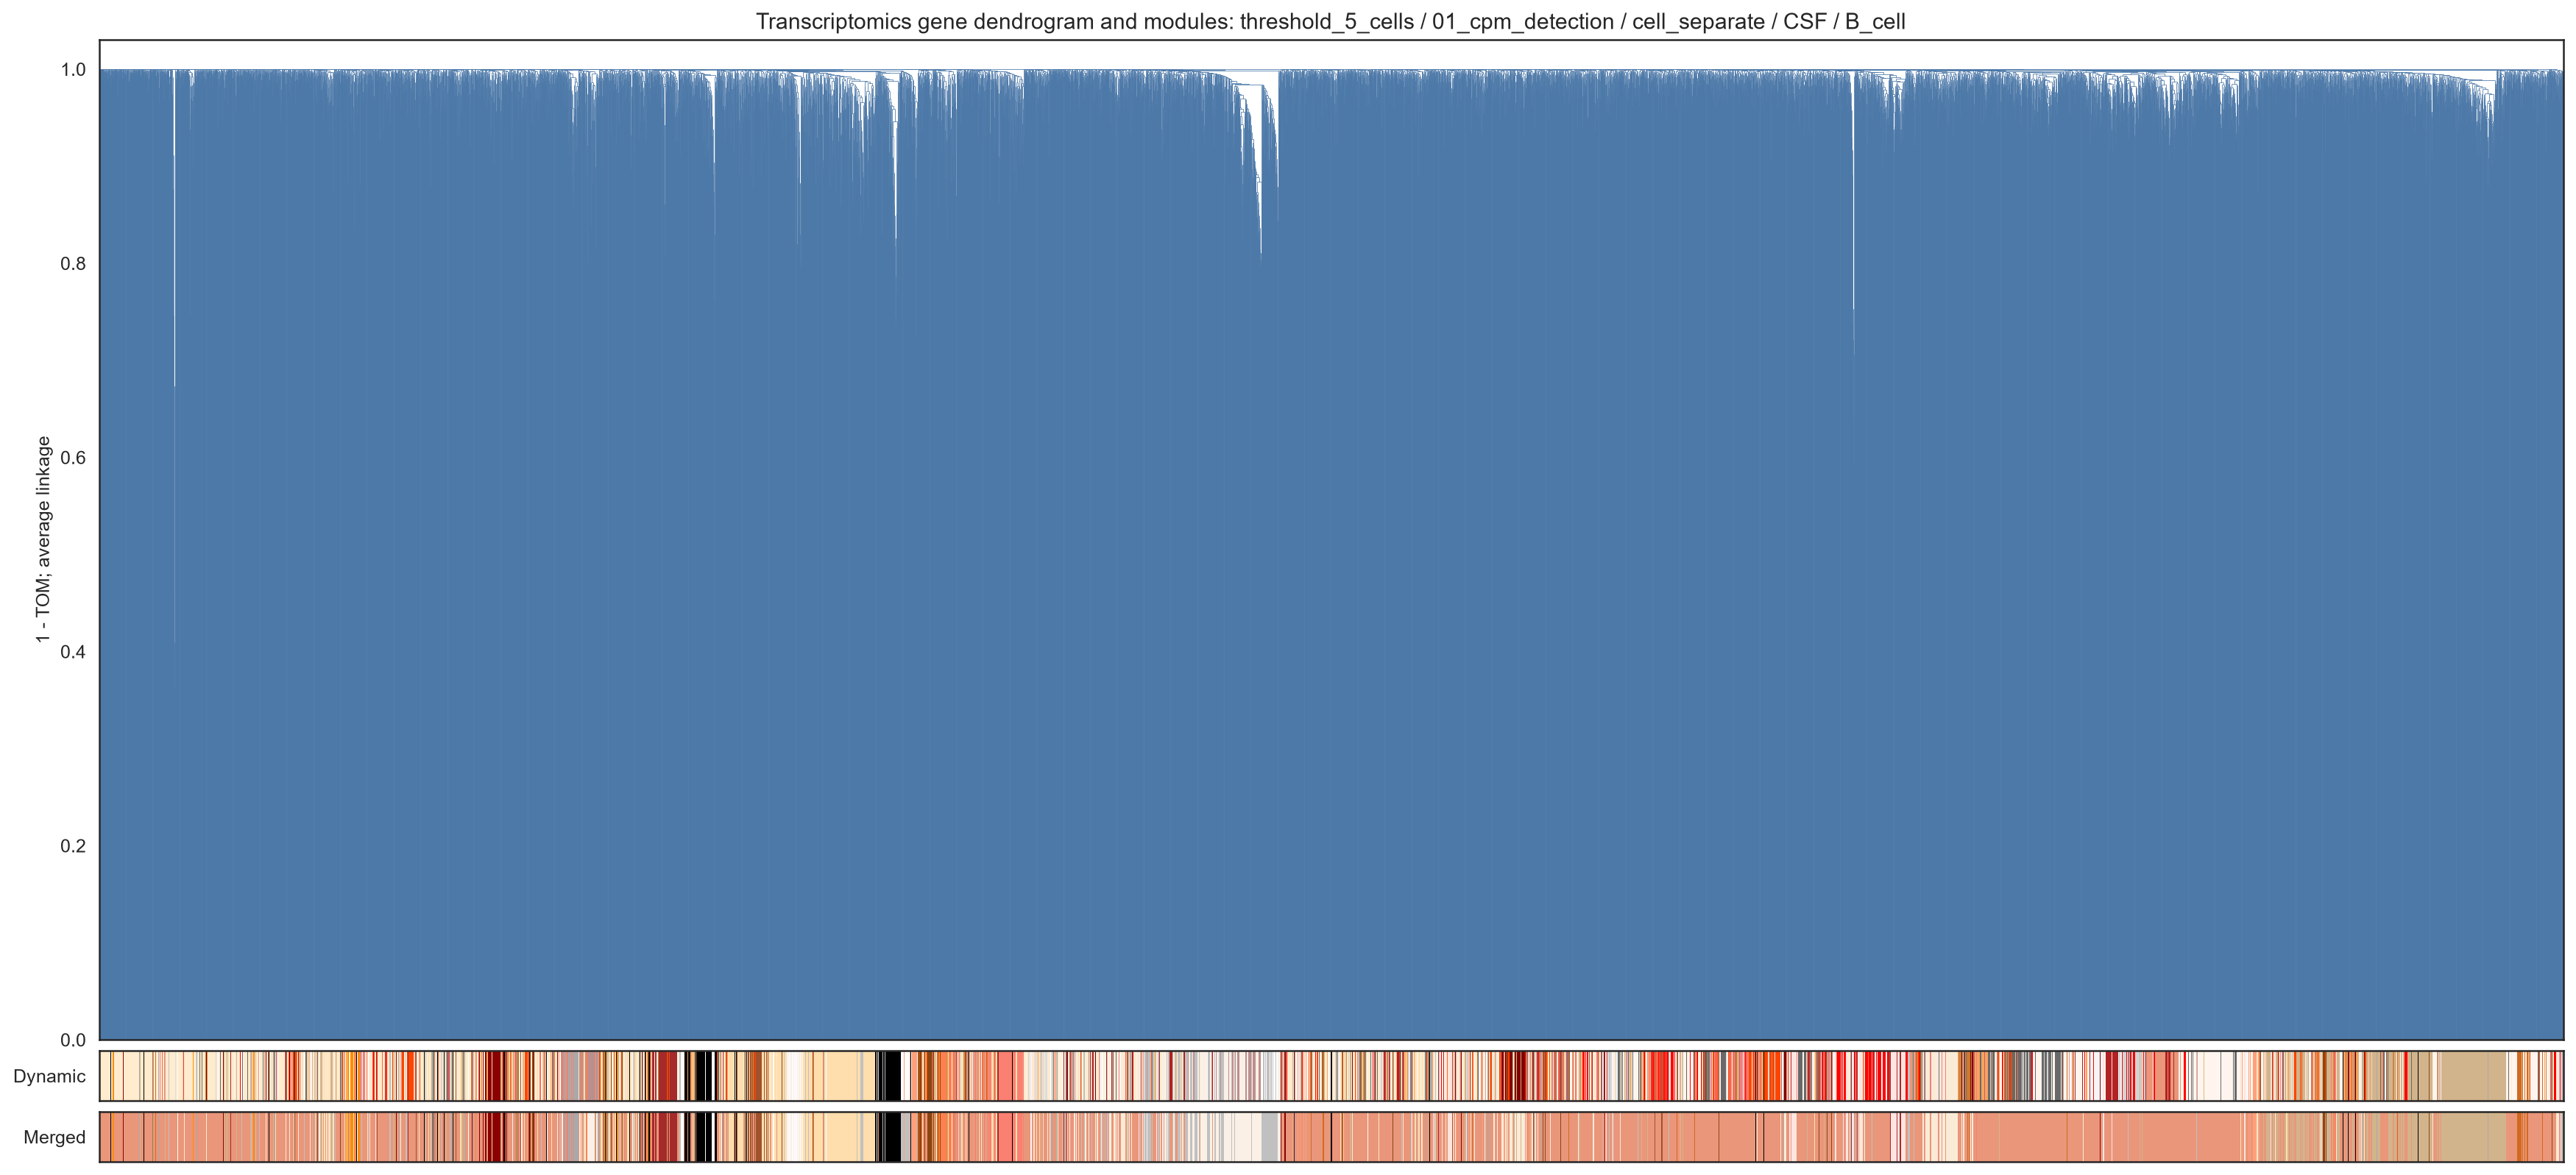 Transcriptomics gene dendrogram and modules: threshold_5_cells / 01_cpm_detection / cell_separate / CSF / B_cell
1.0
0.8
0.6
0.4
0.2
0.0
1 - TOM; average linkage
Dynamic
Merged